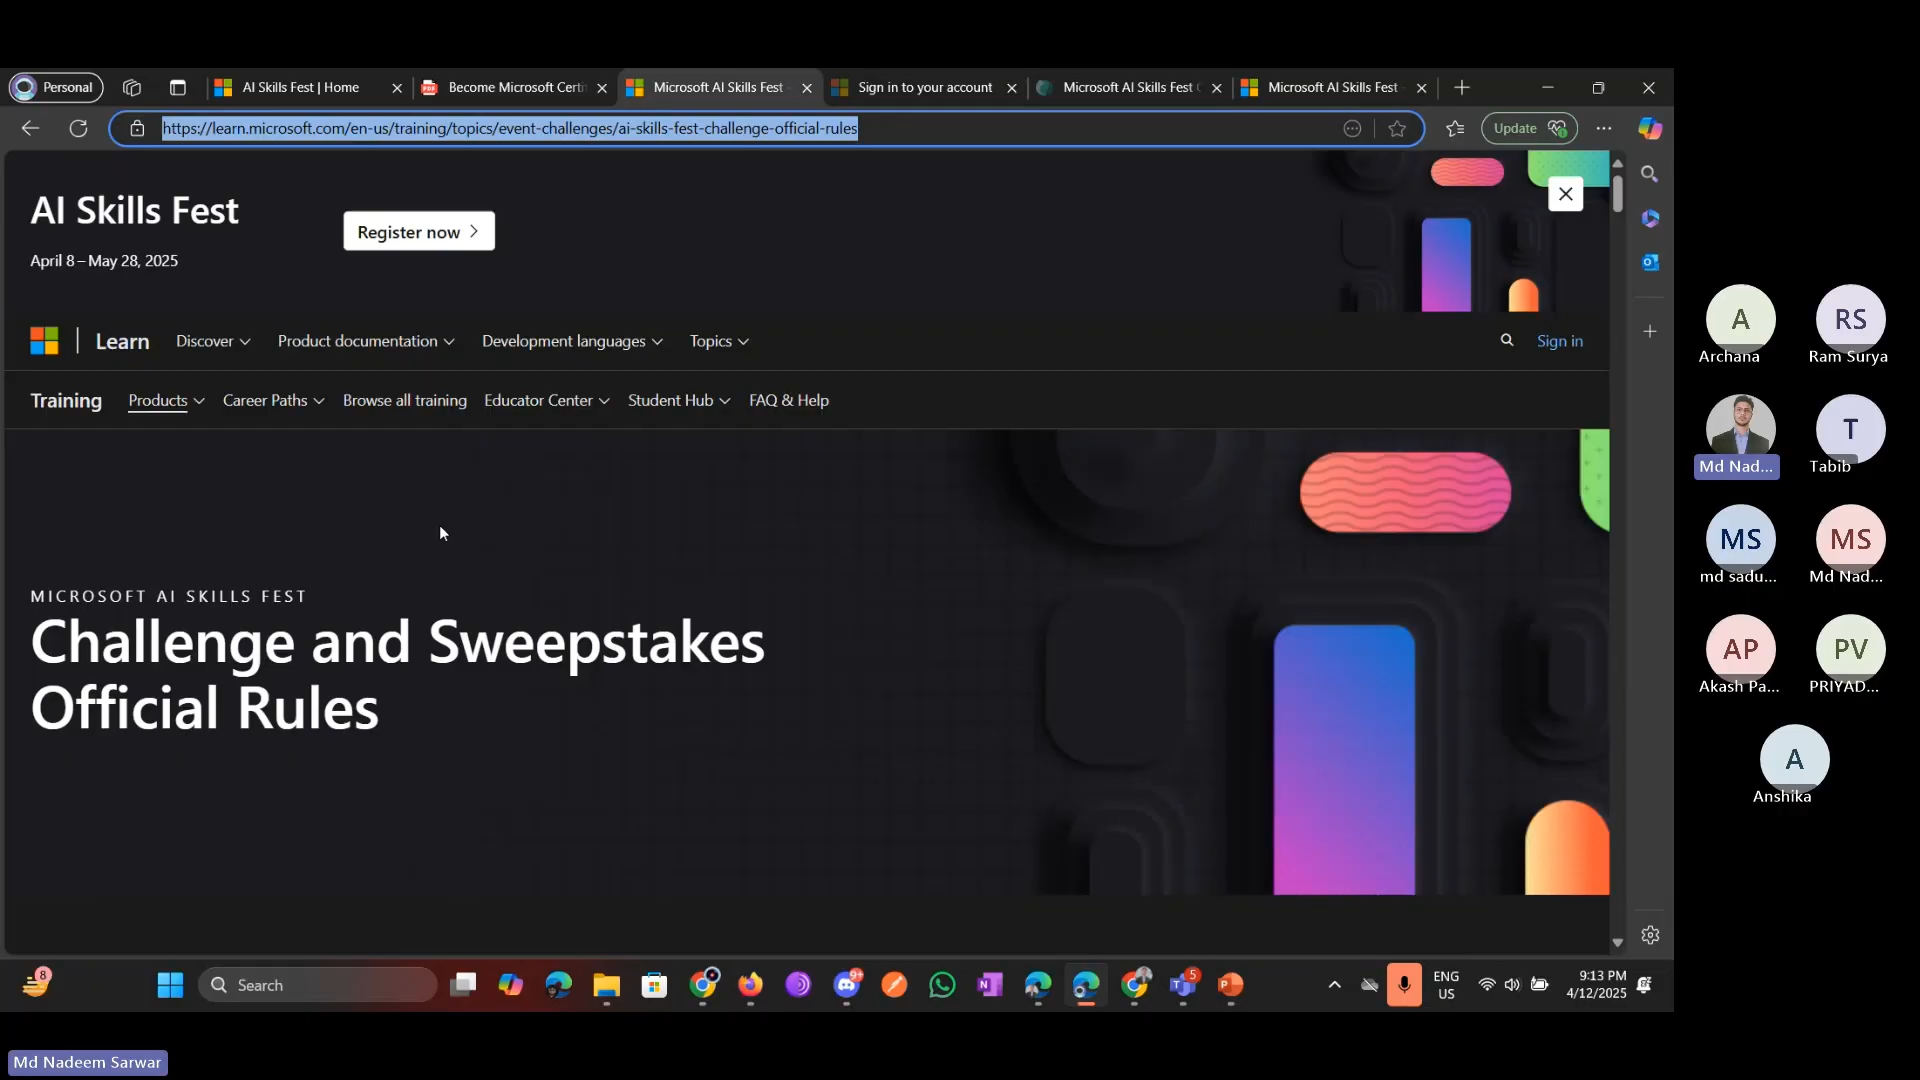 Personal
AI Skills Fest | Home
Become Microsoft Certi
Microsoft AI Skills Fest -
Sign in to your account
Microsoft AI Skills Fest C
Microsoft AI Skills Fest -
https://learn.microsoft.com/en-us/training/topics/event-challenges/ai-skills-fest-challenge-official-rules
Update
AI Skills Fest
April 8 – May 28, 2025
Register now
Learn
Discover
Product documentation
Development languages
Topics
Sign in
Training
Products
Career Paths
Browse all training
Educator Center
Student Hub
FAQ & Help
MICROSOFT AI SKILLS FEST
Challenge and Sweepstakes
Official Rules
A
Archana
RS
Ram Surya
Md Nad...
T
Tabib
MS
md sadu...
MS
Md Nad...
AP
Akash Pa...
PV
PRIYAD...
A
Anshika
8
Search
9+
5
ENG
US
9:13 PM
4/12/2025
Md Nadeem Sarwar